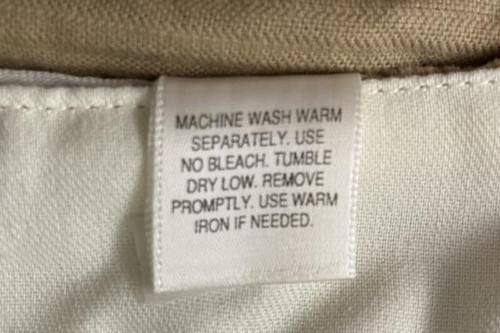 MACHINE WASH WARM
SEPARATELY. USE
NO BLEACH. TUMBLE
DRY LOW. REMOVE
PROMPTLY. USE WARM
IRON IF NEEDED.